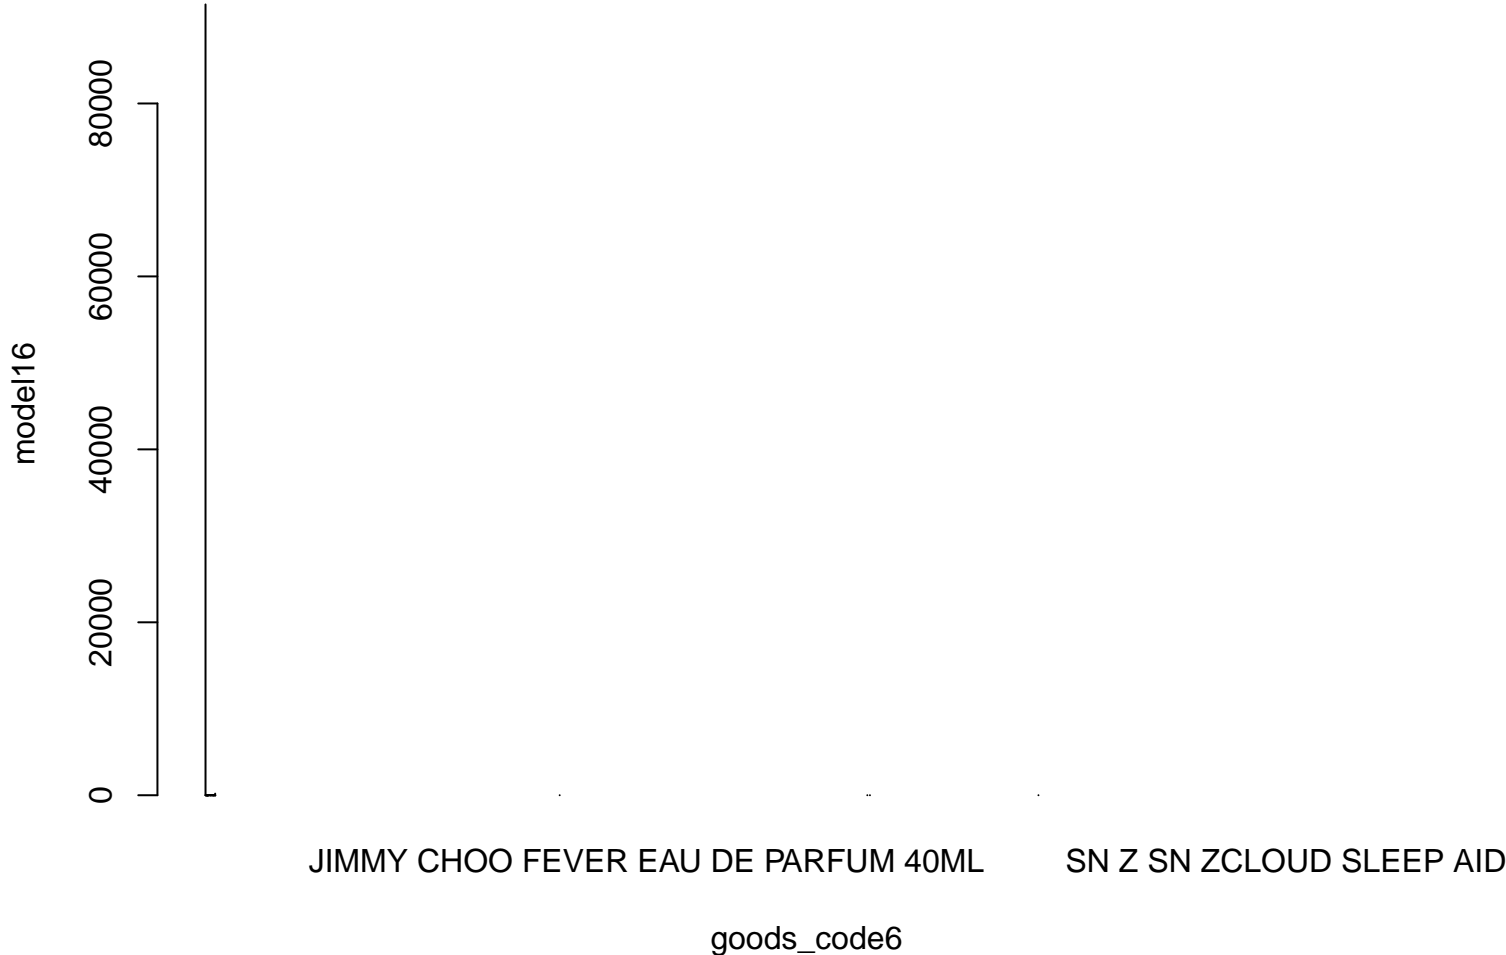 80000
60000
model16
40000
20000
0
JIMMY CHOO FEVER EAU DE PARFUM 40ML
SN Z SN ZCLOUD SLEEP AID
goods_code6